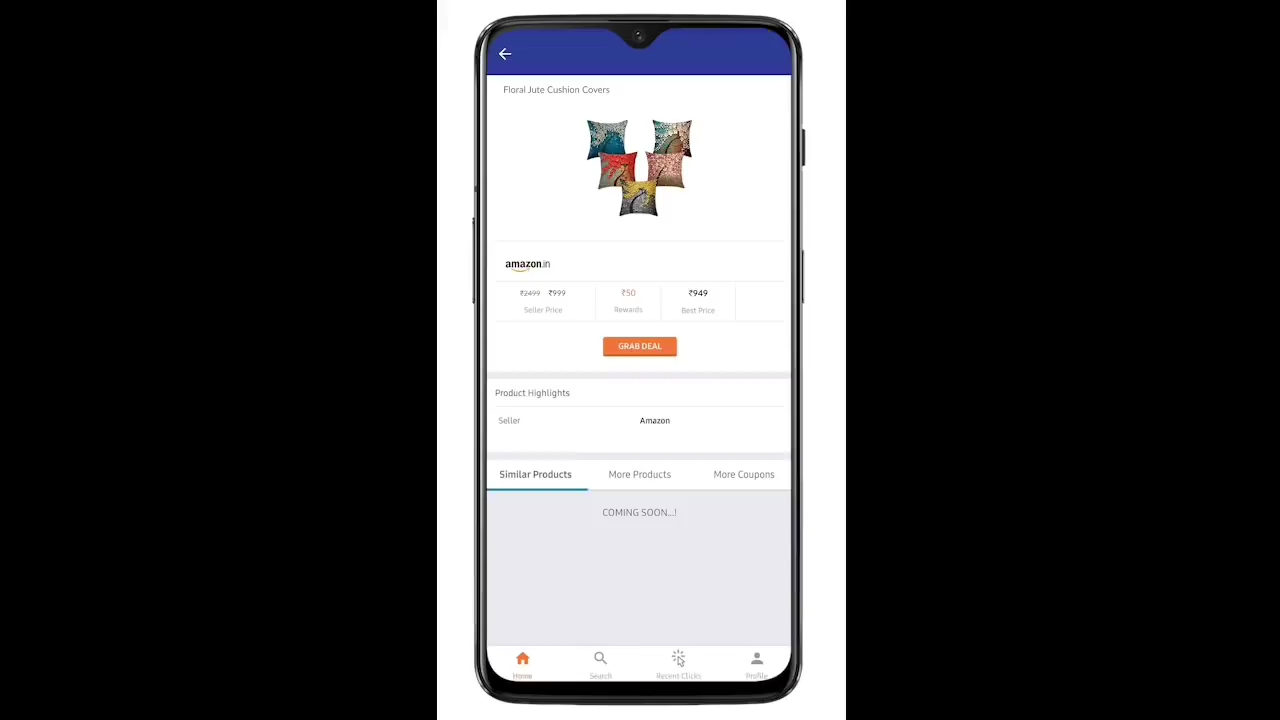 Floral Jute Cushion Covers
amazon.in
₹2499 ₹999 ₹50 ₹949
Seller Price Rewards Best Price
GRAB DEAL
Product Highlights
Seller Amazon
Similar Products More Products More Coupons
COMING SOON...!
Home Search Recent Clicks Profile